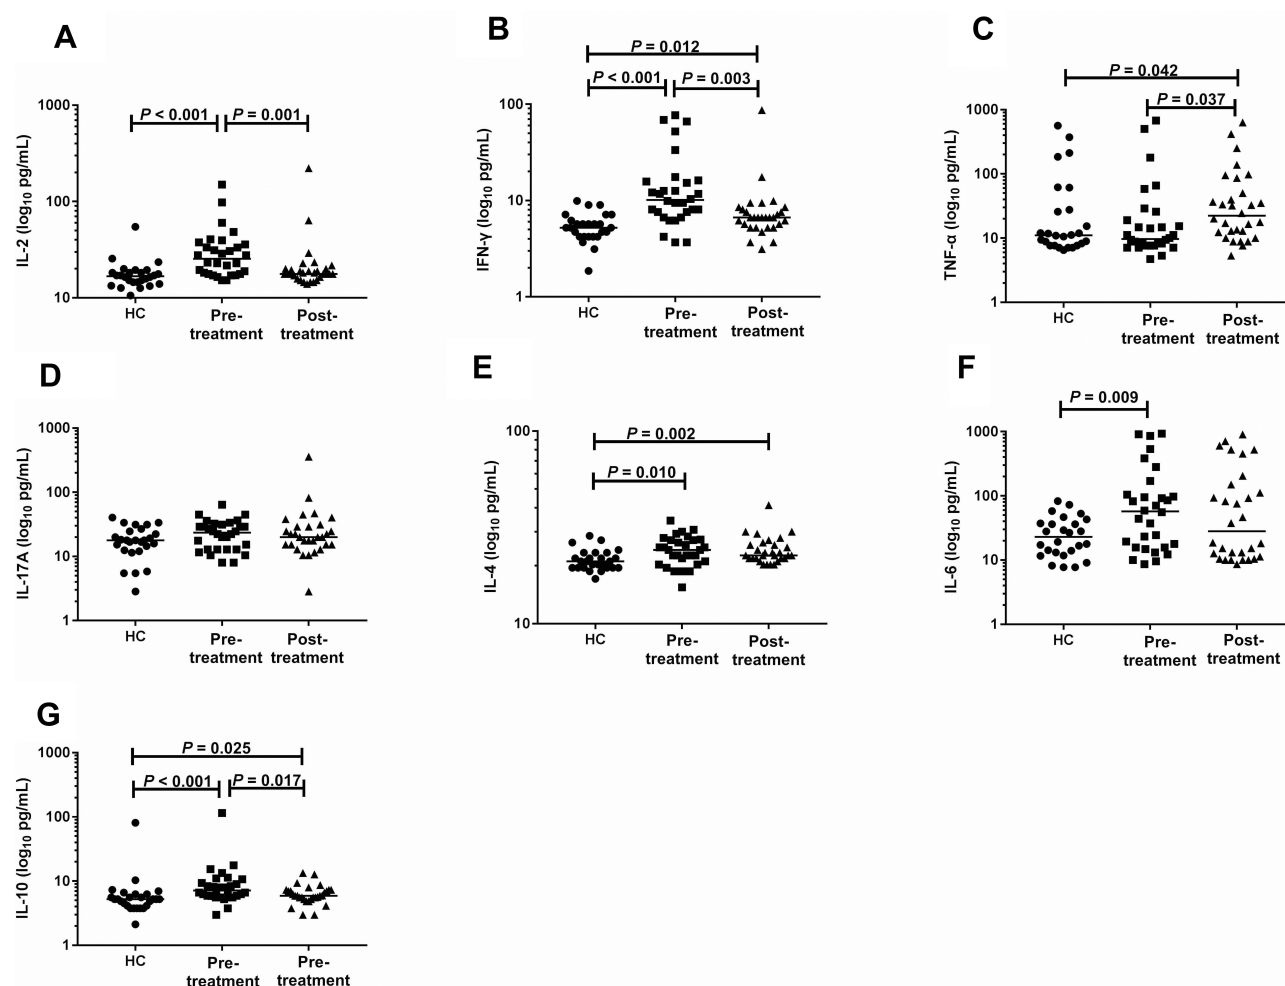 A
P < 0.001
P = 0.001
IL-2 (log10 pg/mL)
1000
100
10
HC
Pre-
treatment
Post-
treatment
B
P = 0.012
P < 0.001
P = 0.003
IFN-γ (log10 pg/mL)
100
10
1
HC
Pre-
treatment
Post-
treatment
C
P = 0.042
P = 0.037
TNF-α (log10 pg/mL)
1000
100
10
1
HC
Pre-
treatment
Post-
treatment
D
IL-17A (log10 pg/mL)
1000
100
10
1
HC
Pre-
treatment
Post-
treatment
E
P = 0.002
P = 0.010
IL-4 (log10 pg/mL)
100
10
HC
Pre-
treatment
Post-
treatment
F
P = 0.009
IL-6 (log10 pg/mL)
1000
100
10
1
HC
Pre-
treatment
Post-
treatment
G
P = 0.025
P < 0.001
P = 0.017
IL-10 (log10 pg/mL)
1000
100
10
1
HC
Pre-
treatment
Pre-
treatment